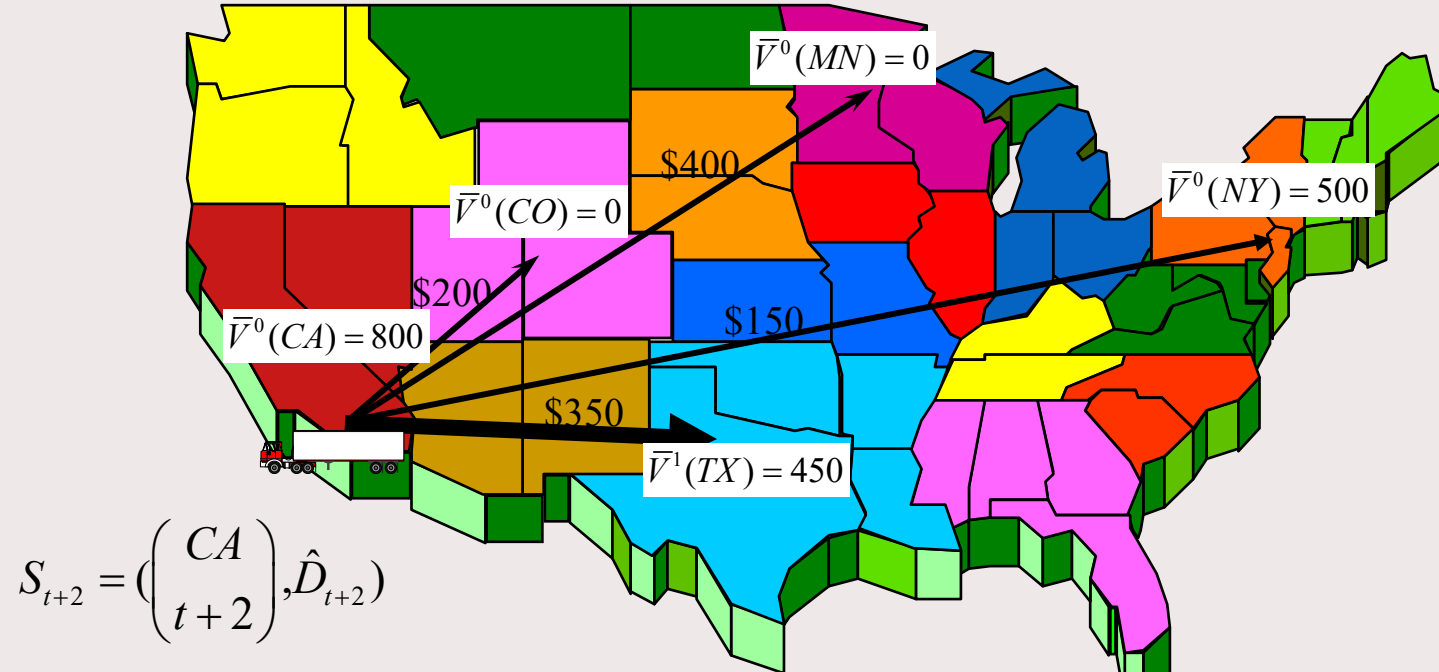 V̅⁰(MN) = 0
$400
V̅⁰(NY) = 500
V̅⁰(CO) = 0
$200
$150
V̅⁰(CA) = 800
$350
V̅¹(TX) = 450
S_{t+2} = ((CA
t + 2), D̂_{t+2})